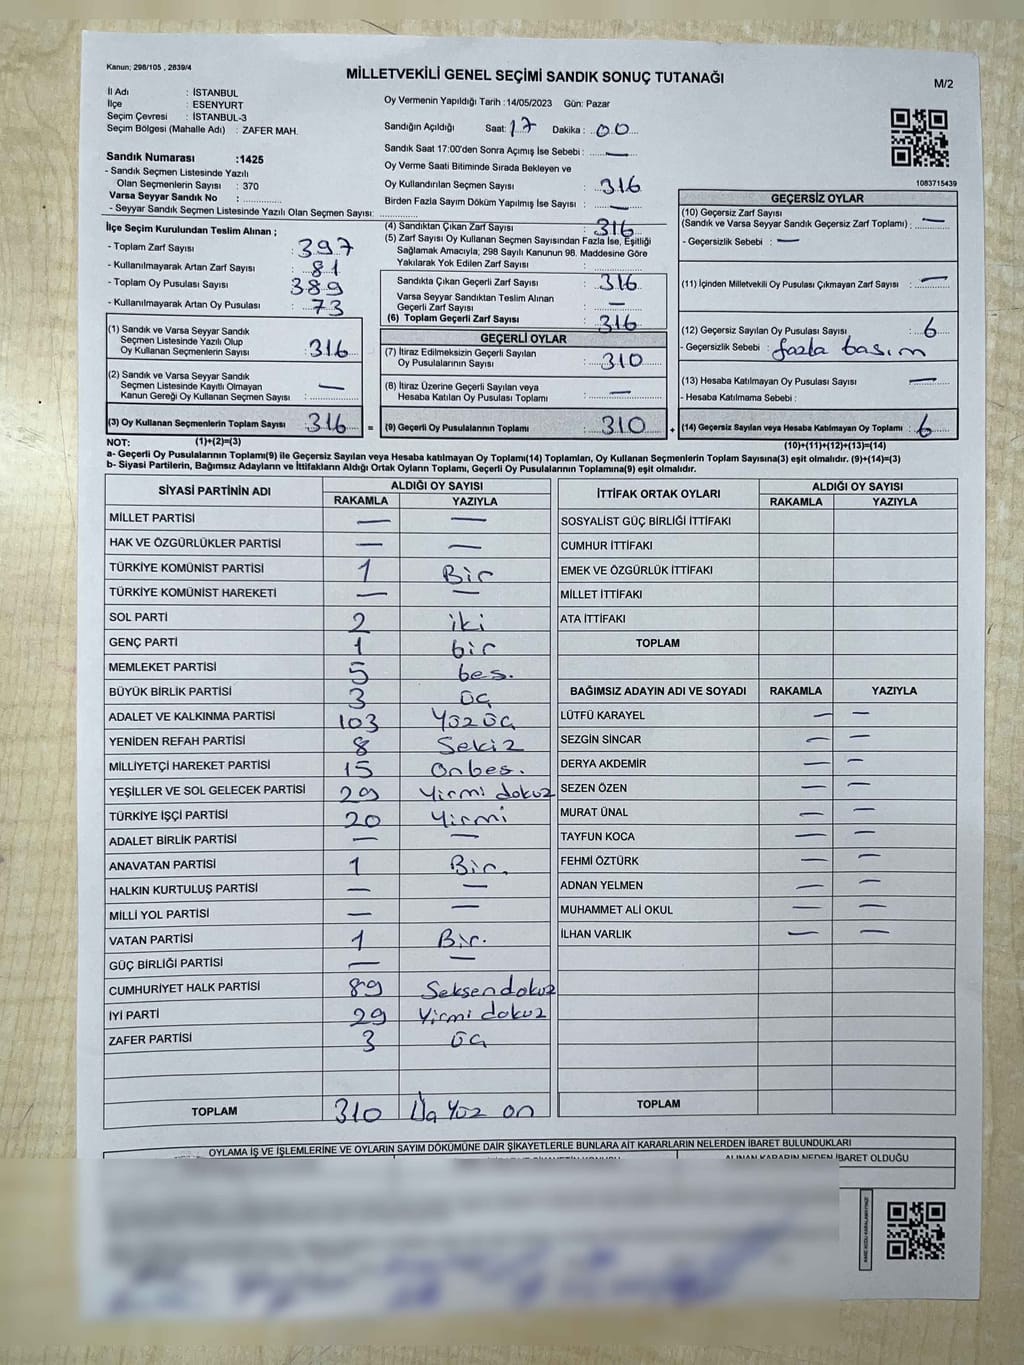 Kanun; 298/105 , 2839/4
MİLLETVEKİLİ GENEL SEÇİMİ SANDIK SONUÇ TUTANAĞI
M/2
İl Adı : İSTANBUL
İlçe : ESENYURT
Seçim Çevresi : İSTANBUL-3
Seçim Bölgesi (Mahalle Adı) : ZAFER MAH.
Sandık Numarası :1425
- Sandık Seçmen Listesinde Yazılı
Olan Seçmenlerin Sayısı : 370
Varsa Seyyar Sandık No : ..............
- Seyyar Sandık Seçmen Listesinde Yazılı Olan Seçmen Sayısı: ..............
Oy Vermenin Yapıldığı Tarih :14/05/2023 Gün: Pazar
Sandığın Açıldığı Saat: 17 Dakika : 00
Sandık Saat 17:00'den Sonra Açımış İse Sebebi : —
Oy Verme Saati Bitiminde Sırada Bekleyen ve
Oy Kullandırılan Seçmen Sayısı : 316
Birden Fazla Sayım Döküm Yapılmış İse Sayısı : —
1083715439
İlçe Seçim Kurulundan Teslim Alınan ;
- Toplam Zarf Sayısı : 397
- Kullanılmayarak Artan Zarf Sayısı : 81
- Toplam Oy Pusulası Sayısı : 389
- Kullanılmayarak Artan Oy Pusulası : 73
(4) Sandıktan Çıkan Zarf Sayısı : 316
(5) Zarf Sayısı Oy Kullanan Seçmen Sayısından Fazla İse, Eşitliği
Sağlamak Amacıyla; 298 Sayılı Kanunun 98. Maddesine Göre
Yakılarak Yok Edilen Zarf Sayısı : ..............
Sandıkta Çıkan Geçerli Zarf Sayısı : 316
Varsa Seyyar Sandıktan Teslim Alınan
Geçerli Zarf Sayısı : —
(6) Toplam Geçerli Zarf Sayısı : 316
GEÇERSİZ OYLAR
(10) Geçersiz Zarf Sayısı
(Sandık ve Varsa Seyyar Sandık Geçersiz Zarf Toplamı) : —
- Geçersizlik Sebebi : —
(11) İçinden Milletvekili Oy Pusulası Çıkmayan Zarf Sayısı : —
(12) Geçersiz Sayılan Oy Pusulası Sayısı : 6
- Geçersizlik Sebebi : fazla basım
(13) Hesaba Katılmayan Oy Pusulası Sayısı : —
- Hesaba Katılmama Sebebi :
(1) Sandık ve Varsa Seyyar Sandık
Seçmen Listesinde Yazılı Olup
Oy Kullanan Seçmenlerin Sayısı : 316
(2) Sandık ve Varsa Seyyar Sandık
Seçmen Listesinde Kayıtlı Olmayan
Kanun Gereği Oy Kullanan Seçmen Sayısı : —
GEÇERLİ OYLAR
(7) İtiraz Edilmeksizin Geçerli Sayılan
Oy Pusulalarının Sayısı : 310
(8) İtiraz Üzerine Geçerli Sayılan veya
Hesaba Katılan Oy Pusulası Toplamı : —
(3) Oy Kullanan Seçmenlerin Toplam Sayısı : 316 = (9) Geçerli Oy Pusulalarının Toplamı : 310 + (14) Geçersiz Sayılan veya Hesaba Katılmayan Oy Toplamı : 6
NOT: (1)+(2)=(3) (10)+(11)+(12)+(13)=(14)
a- Geçerli Oy Pusulasının Toplamı(9) ile Geçersiz Sayılan veya Hesaba katılmayan Oy Toplamı(14) Toplamları, Oy Kullanan Seçmenlerin Toplam Sayısına(3) eşit olmalıdır. (9)+(14)=(3)
b- Siyasi Partilerin, Bağımsız Adayların ve İttifakların Aldığı Ortak Oyların Toplamı, Geçerli Oy Pusulalarının Toplamına(9) eşit olmalıdır.
SİYASİ PARTİNİN ADI ALDIĞI OY SAYISI
RAKAMLA YAZIYLA
MİLLET PARTİSİ — —
HAK VE ÖZGÜRLÜKLER PARTİSİ — —
TÜRKİYE KOMÜNİST PARTİSİ 1 Bir
TÜRKİYE KOMÜNİST HAREKETİ — —
SOL PARTİ 2 iki
GENÇ PARTİ 1 bir
MEMLEKET PARTİSİ 5 beş.
BÜYÜK BİRLİK PARTİSİ 3 üç
ADALET VE KALKINMA PARTİSİ 103 Yüz üç
YENİDEN REFAH PARTİSİ 8 Sekiz
MİLLİYETÇİ HAREKET PARTİSİ 15 Onbeş.
YEŞİLLER VE SOL GELECEK PARTİSİ 29 Yirmi dokuz
TÜRKİYE İŞÇİ PARTİSİ 20 Yirmi
ADALET BİRLİK PARTİSİ — —
ANAVATAN PARTİSİ 1 Bir.
HALKIN KURTULUŞ PARTİSİ — —
MİLLİ YOL PARTİSİ — —
VATAN PARTİSİ 1 Bir.
GÜÇ BİRLİĞİ PARTİSİ — —
CUMHURİYET HALK PARTİSİ 89 Seksen dokuz
İYİ PARTİ 29 Yirmi dokuz
ZAFER PARTİSİ 3 üç
TOPLAM 310 Üç Yüz on
İTTİFAK ORTAK OYLARI ALDIĞI OY SAYISI
RAKAMLA YAZIYLA
SOSYALİST GÜÇ BİRLİĞİ İTTİFAKI
CUMHUR İTTİFAKI
EMEK VE ÖZGÜRLÜK İTTİFAKI
MİLLET İTTİFAKI
ATA İTTİFAKI
TOPLAM
BAĞIMSIZ ADAYIN ADI VE SOYADI RAKAMLA YAZIYLA
LÜTFÜ KARAYEL — —
SEZGİN SİNCAR — —
DERYA AKDEMİR — —
SEZEN ÖZEN — —
MURAT ÜNAL — —
TAYFUN KOCA — —
FEHMİ ÖZTÜRK — —
ADNAN YELMEN — —
MUHAMMET ALİ OKUL — —
İLHAN VARLIK — —
TOPLAM
OYLAMA İŞ VE İŞLEMLERİNE VE OYLARIN SAYIM DÖKÜMÜNE DAİR ŞİKAYETLERLE BUNLARA AİT KARARLARIN NELERDEN İBARET BULUNDUKLARI
ALINAN KARARIN NEDEN İBARET OLDUĞU